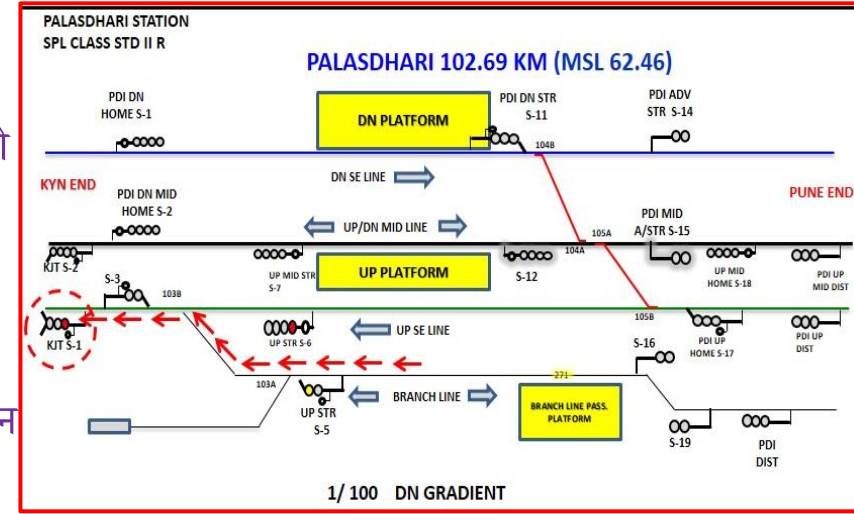 PALASDHARI STATION
SPL CLASS STD II R
PALASDHARI 102.69 KM (MSL 62.46)
PDI DN
HOME S-1
DN PLATFORM
PDI DN STR
S-11
PDI ADV
STR S-14
104B
DN SE LINE
KYN END
PUNE END
PDI DN MID
HOME S-2
UP/DN MID LINE
PDI MID
A/STR S-15
105A
104A
KJT S-2
UP MID STR
S-7
UP PLATFORM
S-12
UP MID
HOME S-18
PDI UP
MID DIST
S-3
103B
105B
KJT S-1
UP STR S-6
UP SE LINE
PDI UP
HOME S-17
PDI UP
DIST
S-16
103A
271
UP STR
S-5
BRANCH LINE
BRANCH LINE PASS.
PLATFORM
S-19
PDI
DIST
1/ 100 DN GRADIENT